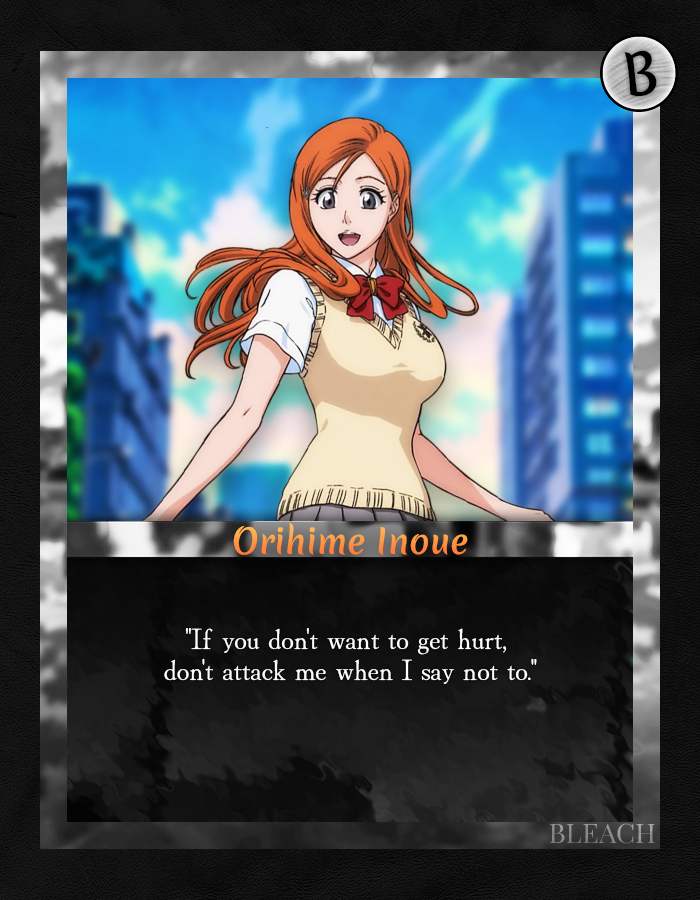 B
Orihime Inoue
"If you don't want to get hurt,
don't attack me when I say not to."
BLEACH